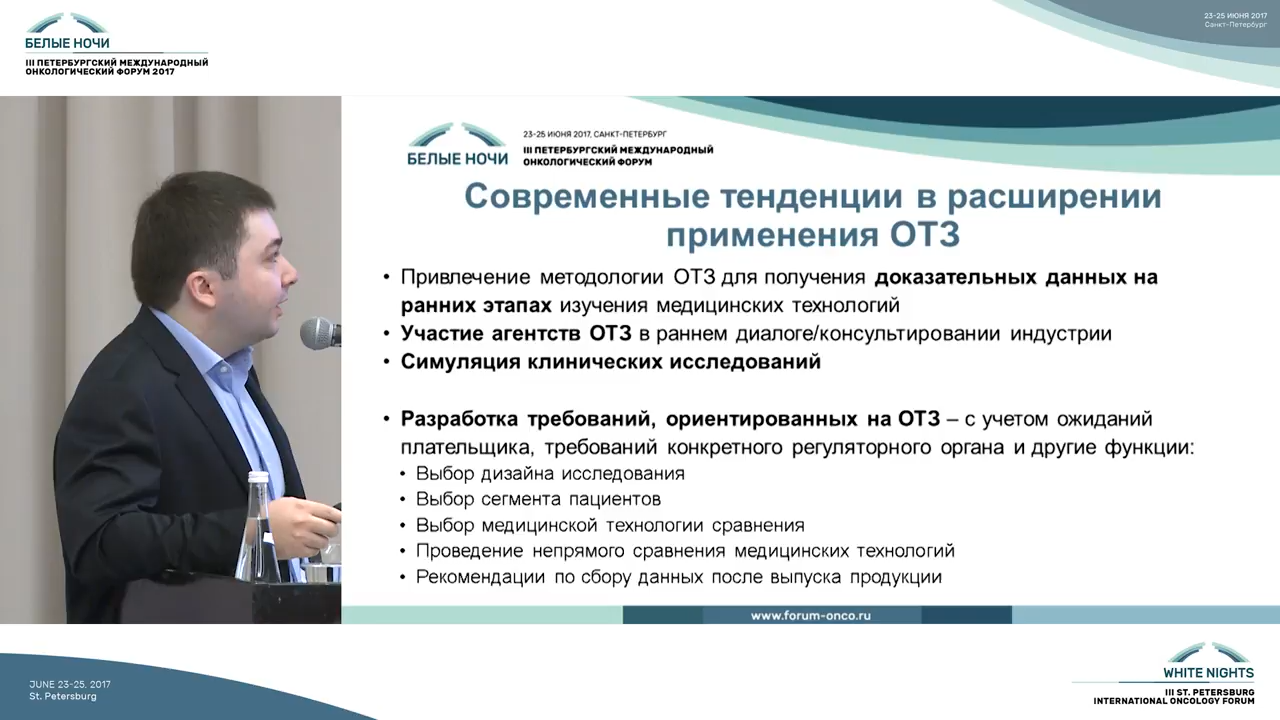 БЕЛЫЕ НОЧИ
III ПЕТЕРБУРГСКИЙ МЕЖДУНАРОДНЫЙ
ОНКОЛОГИЧЕСКИЙ ФОРУМ 2017
23-25 ИЮНЯ 2017
Санкт-Петербург
БЕЛЫЕ НОЧИ
23-25 ИЮНЯ 2017, САНКТ-ПЕТЕРБУРГ
III ПЕТЕРБУРГСКИЙ МЕЖДУНАРОДНЫЙ
ОНКОЛОГИЧЕСКИЙ ФОРУМ
Современные тенденции в расширении
применения ОТЗ
• Привлечение методологии ОТЗ для получения доказательных данных на
ранних этапах изучения медицинских технологий
• Участие агентств ОТЗ в раннем диалоге/консультировании индустрии
• Симуляция клинических исследований
• Разработка требований, ориентированных на ОТЗ – с учетом ожиданий
плательщика, требований конкретного регуляторного органа и другие функции:
• Выбор дизайна исследования
• Выбор сегмента пациентов
• Выбор медицинской технологии сравнения
• Проведение непрямого сравнения медицинских технологий
• Рекомендации по сбору данных после выпуска продукции
www.forum-onco.ru
JUNE 23-25, 2017
St. Petersburg
WHITE NIGHTS
III ST. PETERSBURG
INTERNATIONAL ONCOLOGY FORUM